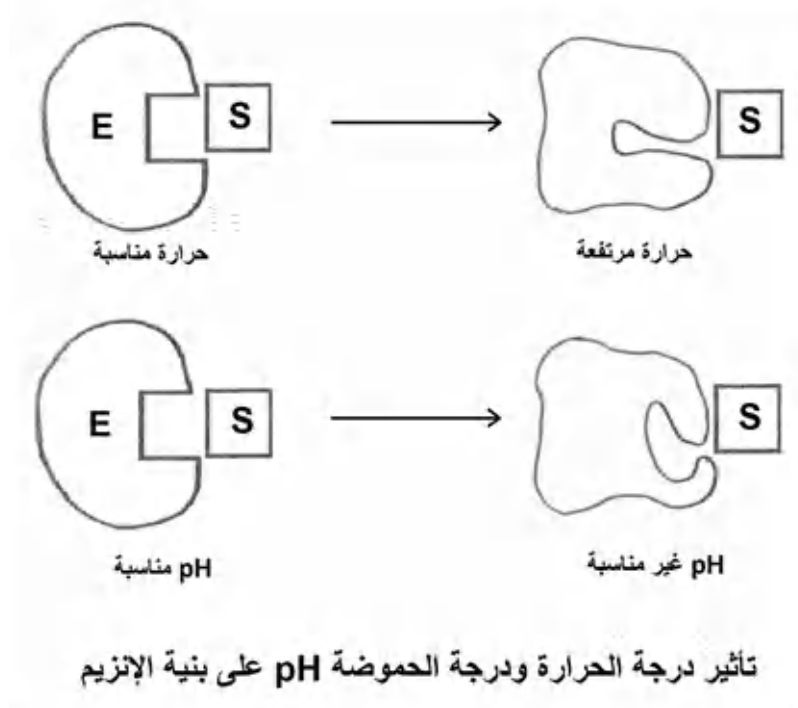 E S S
حرارة مناسبة حرارة مرتفعة
E S S
pH مناسبة pH غير مناسبة
تأثير درجة الحرارة ودرجة الحموضة pH على بنية الإنزيم